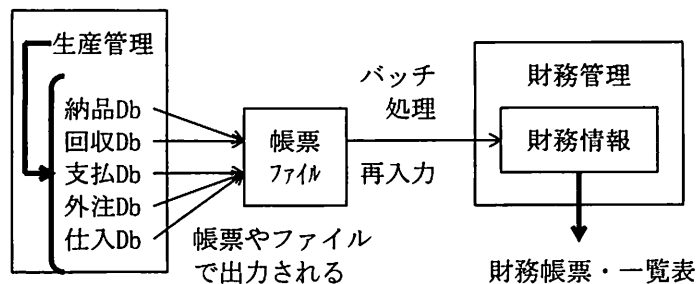 生産管理
納品Db
回収Db
支払Db
外注Db
仕入Db
帳票
ファイル
帳票やファイル
で出力される
バッチ
処理
再入力
財務管理
財務情報
財務帳票・一覧表